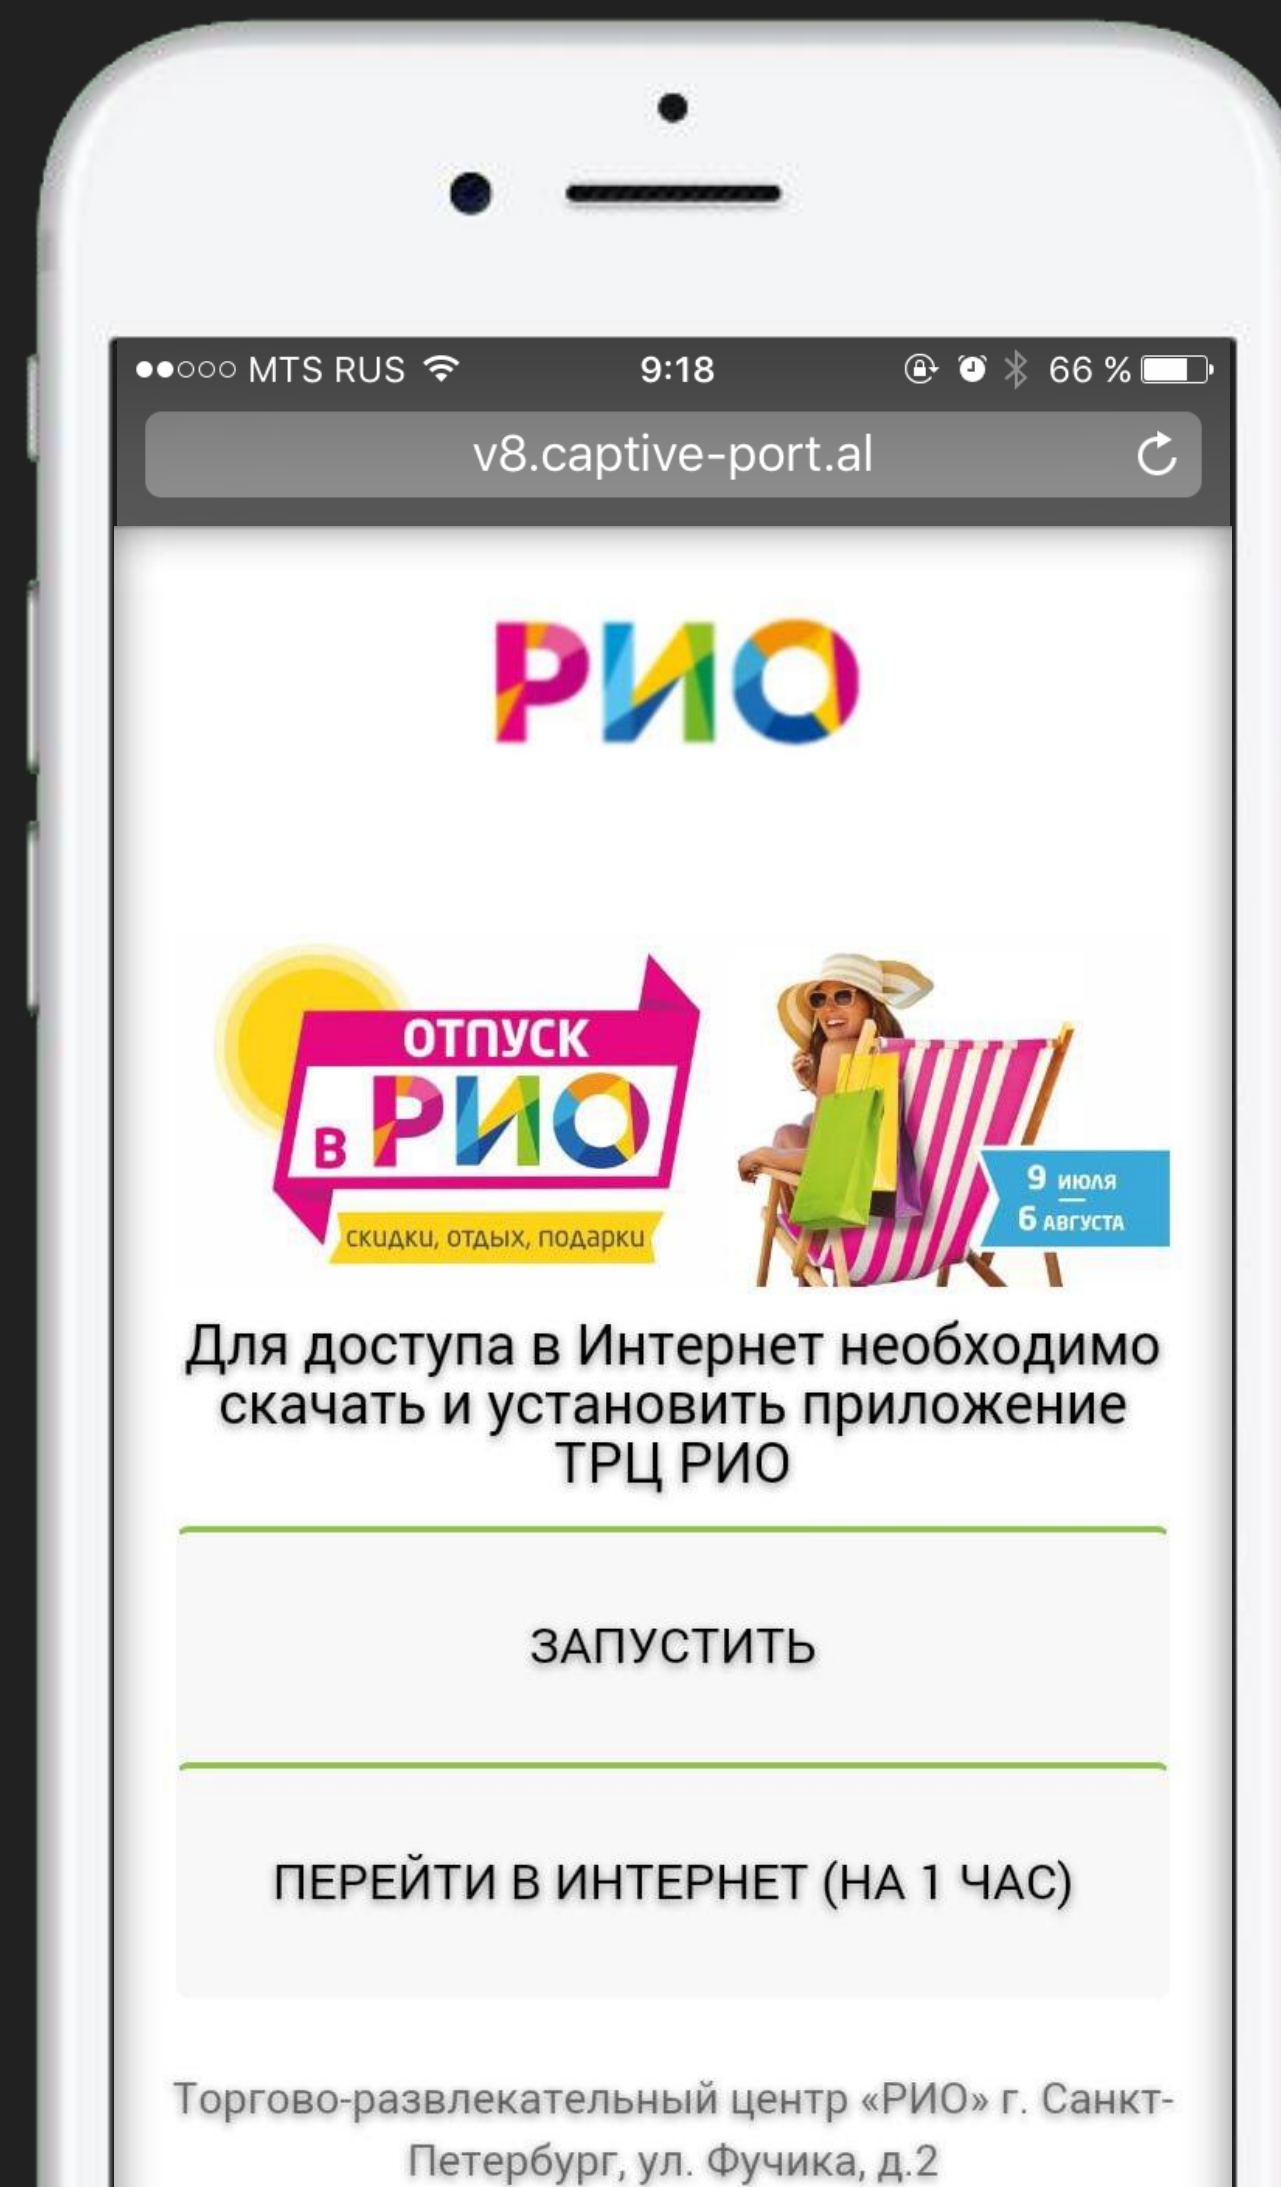 MTS RUS 9:18 66 %
v8.captive-port.al
РИО
ОТПУСК
в РИО
скидки, отдых, подарки
9 июля
—
6 августа
Для доступа в Интернет необходимо
скачать и установить приложение
ТРЦ РИО
ЗАПУСТИТЬ
ПЕРЕЙТИ В ИНТЕРНЕТ (НА 1 ЧАС)
Торгово-развлекательный центр «РИО» г. Санкт-
Петербург, ул. Фучика, д.2